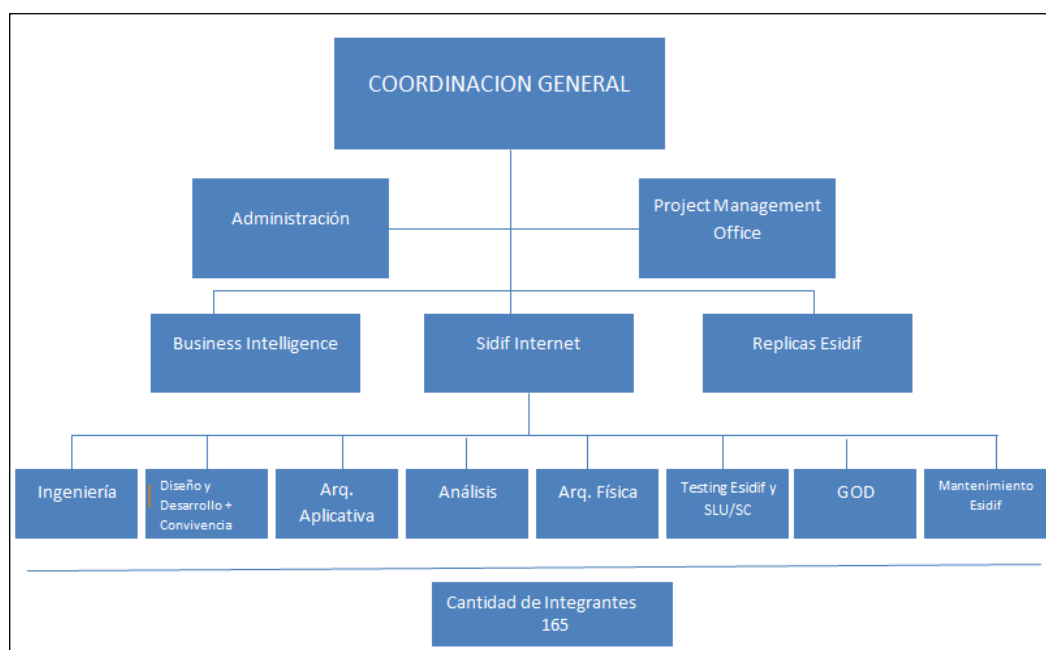 COORDINACION GENERAL
Administración
Project Management
Office
Business Intelligence
Sidif Internet
Replicas Esidif
Ingeniería
Diseño y
Desarrollo +
Convivencia
Arq.
Aplicativa
Análisis
Arq. Física
Testing Esidif y
SLU/SC
GOD
Mantenimiento
Esidif
Cantidad de Integrantes
165